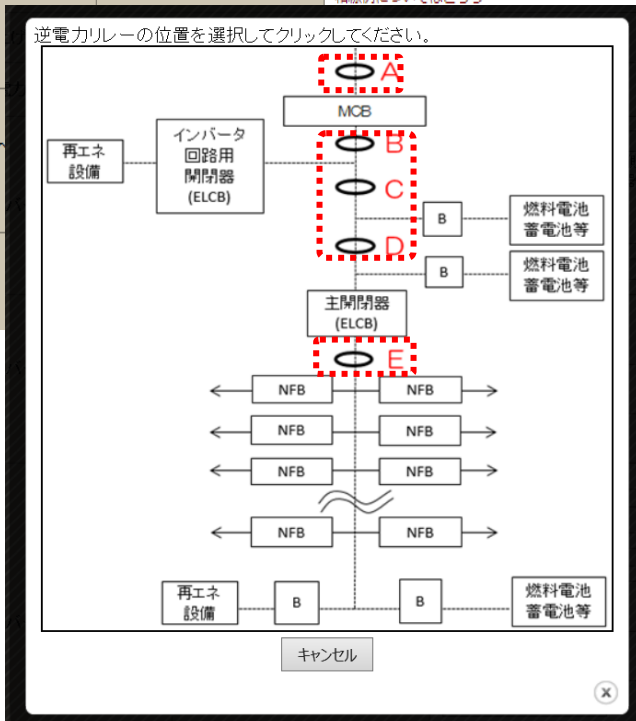 逆電力リレーの位置を選択してクリックしてください。
A
MCB
B
インバータ
回路用
開閉器
(ELCB)
再エネ
設備
C
B
燃料電池
蓄電池等
D
B
燃料電池
蓄電池等
主開閉器
(ELCB)
E
NFB
NFB
NFB
NFB
NFB
NFB
NFB
NFB
再エネ
設備
B
B
燃料電池
蓄電池等
キャンセル
x